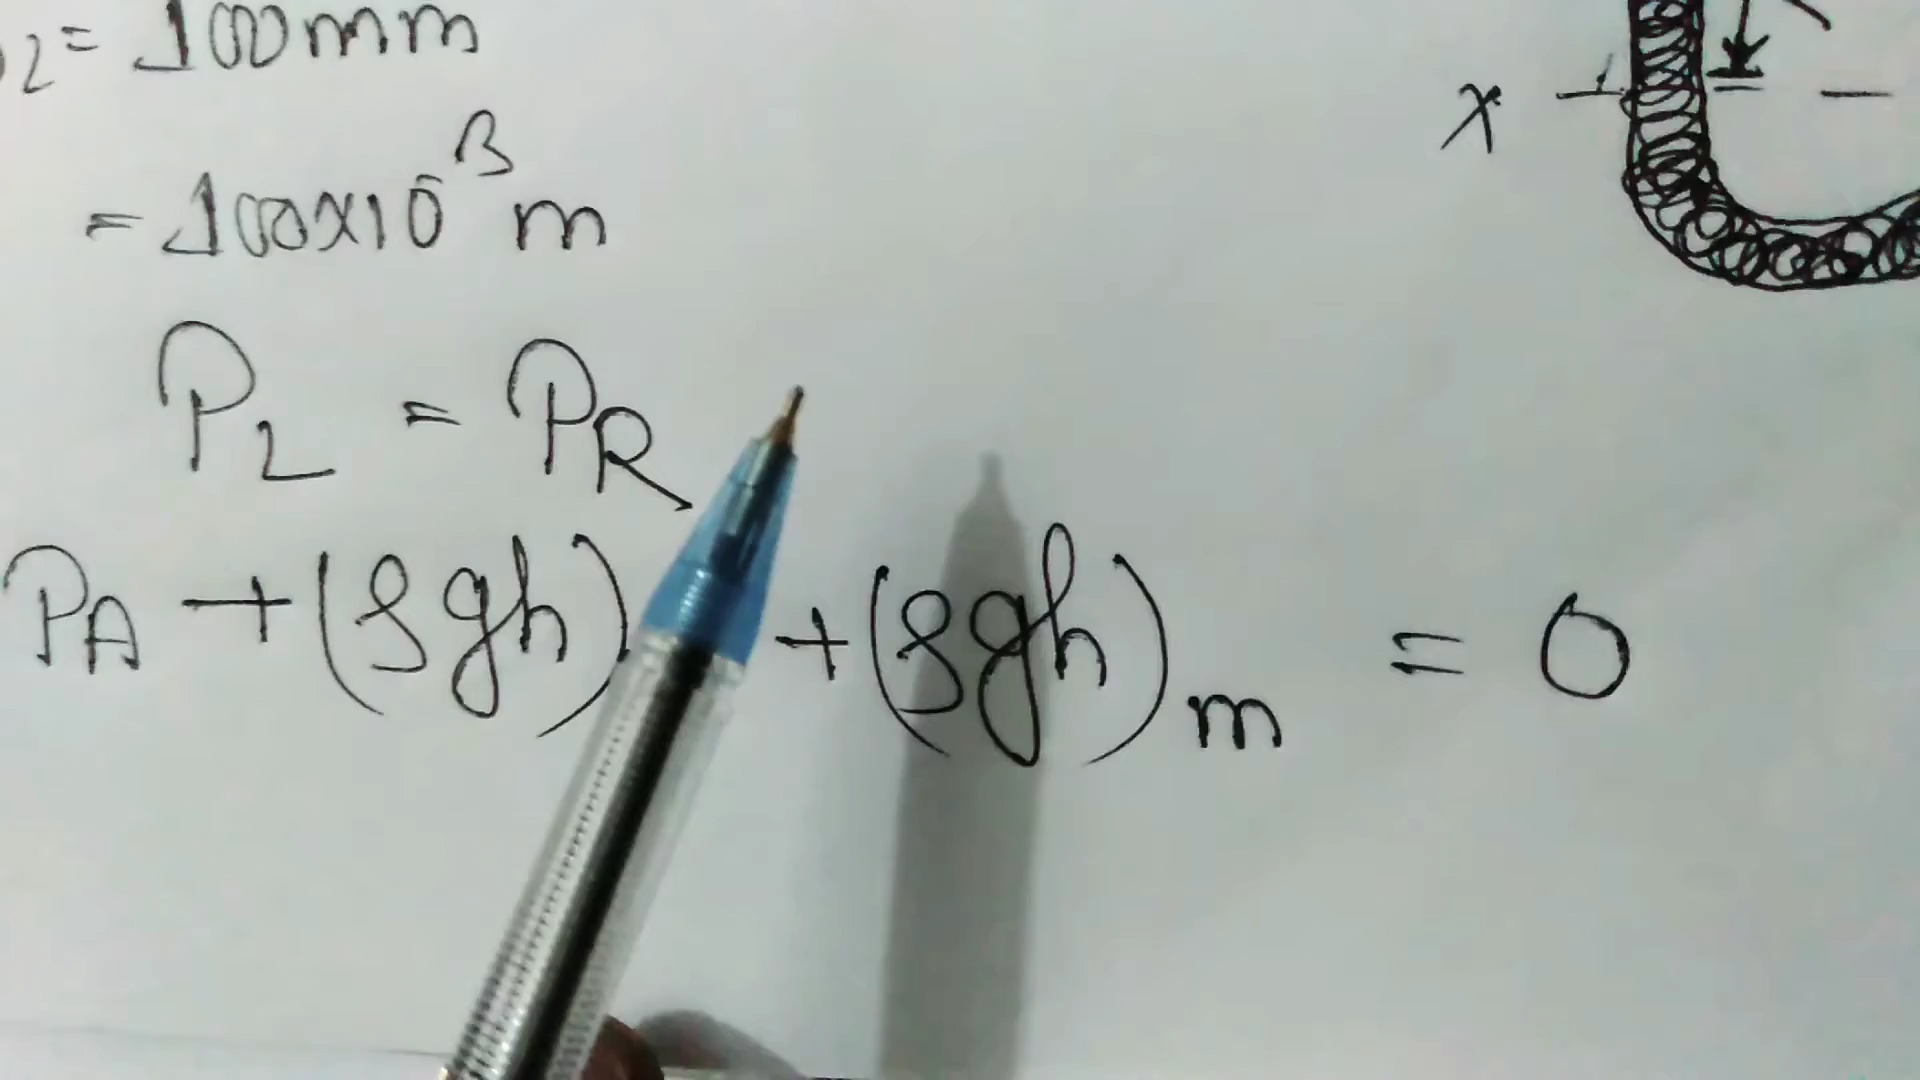 2 = 100mm
= 100x10^3 m
P2 = PR
PA + (ρgh) + (ρgh)m = 0
x